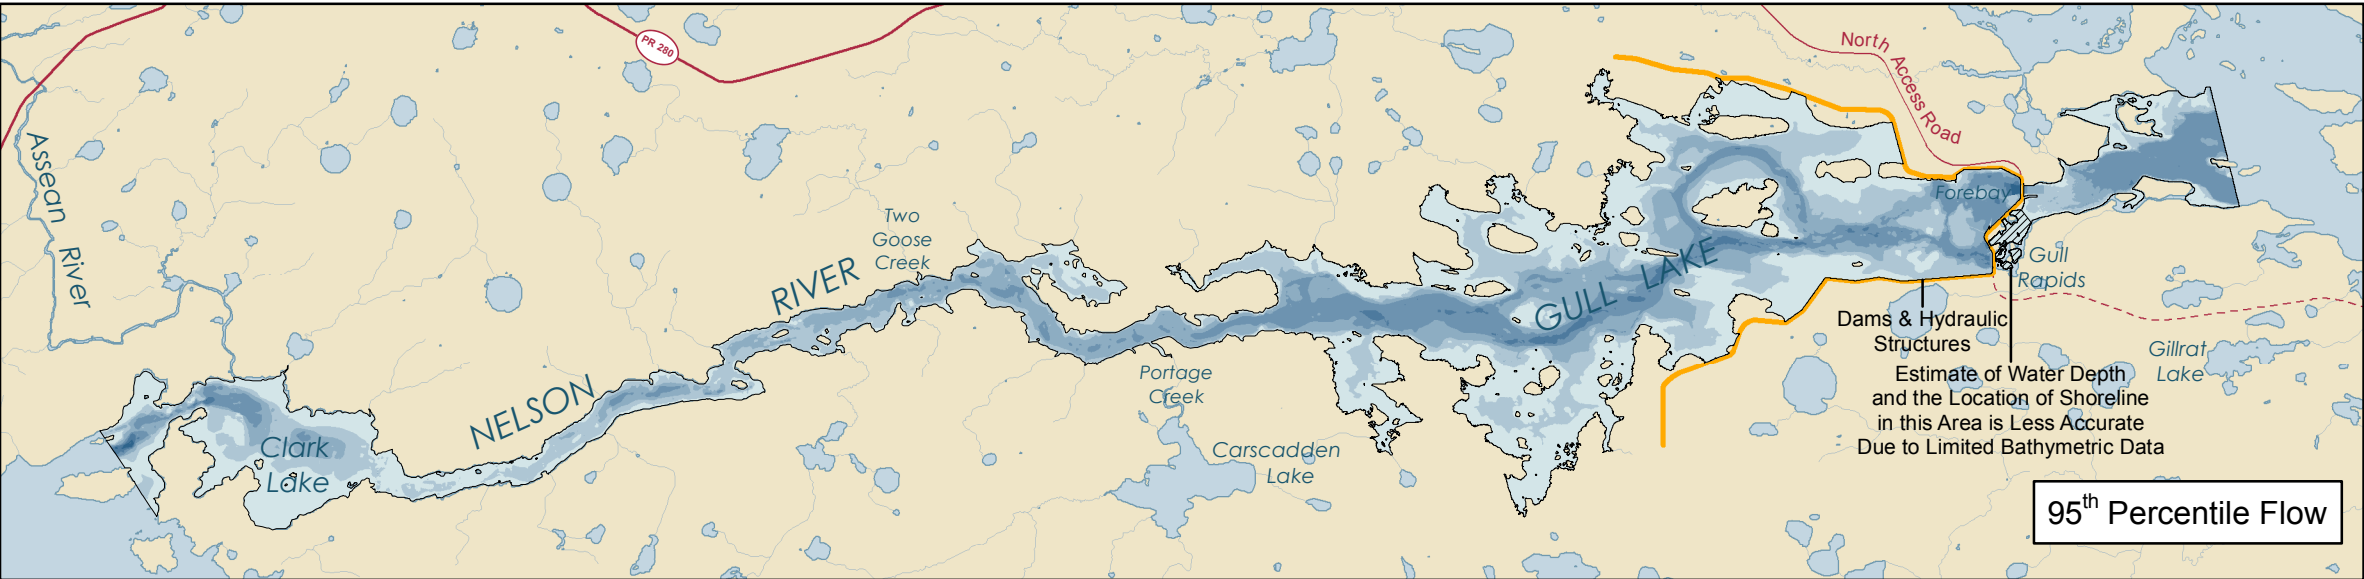 PR 280
North
Access Road
Assean
River
Two
Goose
Creek
RIVER
NELSON
Clark
Lake
Portage
Creek
Carscadden
Lake
GULL LAKE
Forebay
Gull
Rapids
Dams & Hydraulic
Structures
Gillrat
Lake
Estimate of Water Depth
and the Location of Shoreline
in this Area is Less Accurate
Due to Limited Bathymetric Data
95th Percentile Flow